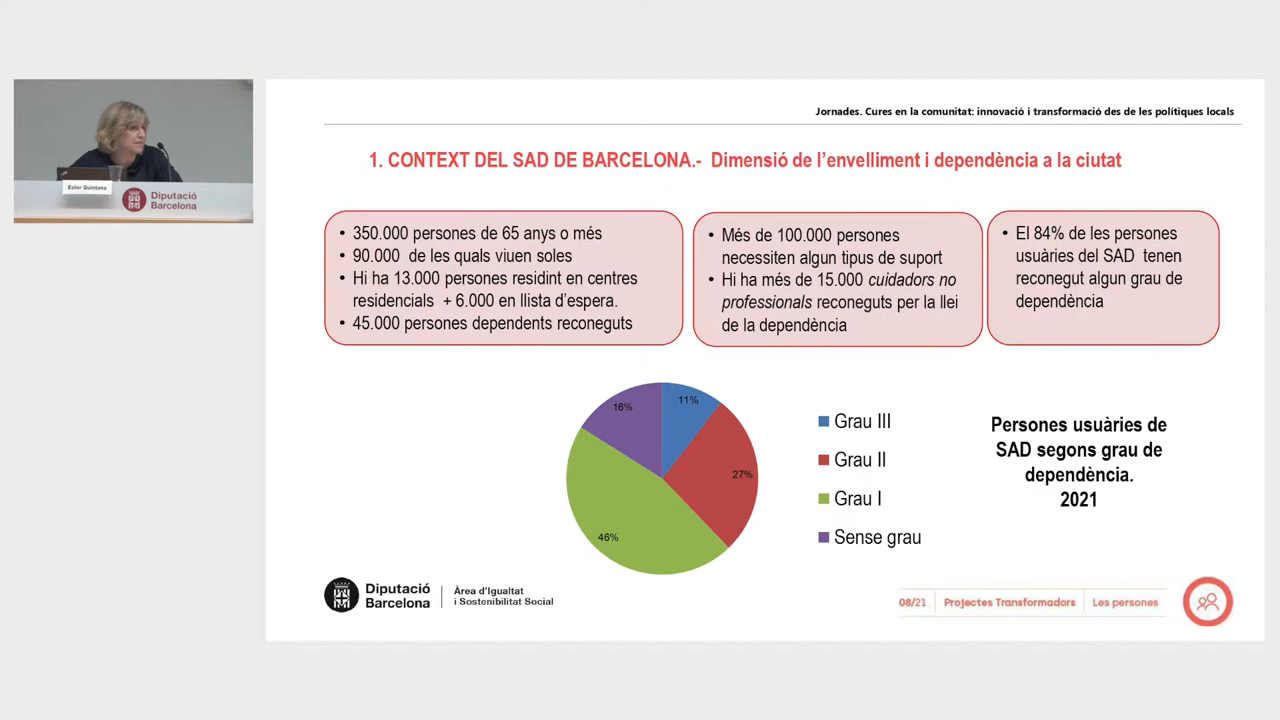 Jornades. Cures en la comunitat: innovació i transformació des de les polítiques locals
1. CONTEXT DEL SAD DE BARCELONA.- Dimensió de l'envelliment i dependència a la ciutat
Ester Quintana
Diputació
Barcelona
• 350.000 persones de 65 anys o més
• 90.000 de les quals viuen soles
• Hi ha 13.000 persones residint en centres
residencials + 6.000 en llista d'espera.
• 45.000 persones dependents reconeguts
• Més de 100.000 persones
necessiten algun tipus de suport
• Hi ha més de 15.000 cuidadors no
professionals reconeguts per la llei
de la dependència
• El 84% de les persones
usuàries del SAD tenen
reconegut algun grau de
dependència
11%
16%
27%
46%
Grau III
Grau II
Grau I
Sense grau
Persones usuàries de
SAD segons grau de
dependència.
2021
Diputació
Barcelona
Àrea d'Igualtat
i Sostenibilitat Social
08/21 Projectes Transformadors Les persones